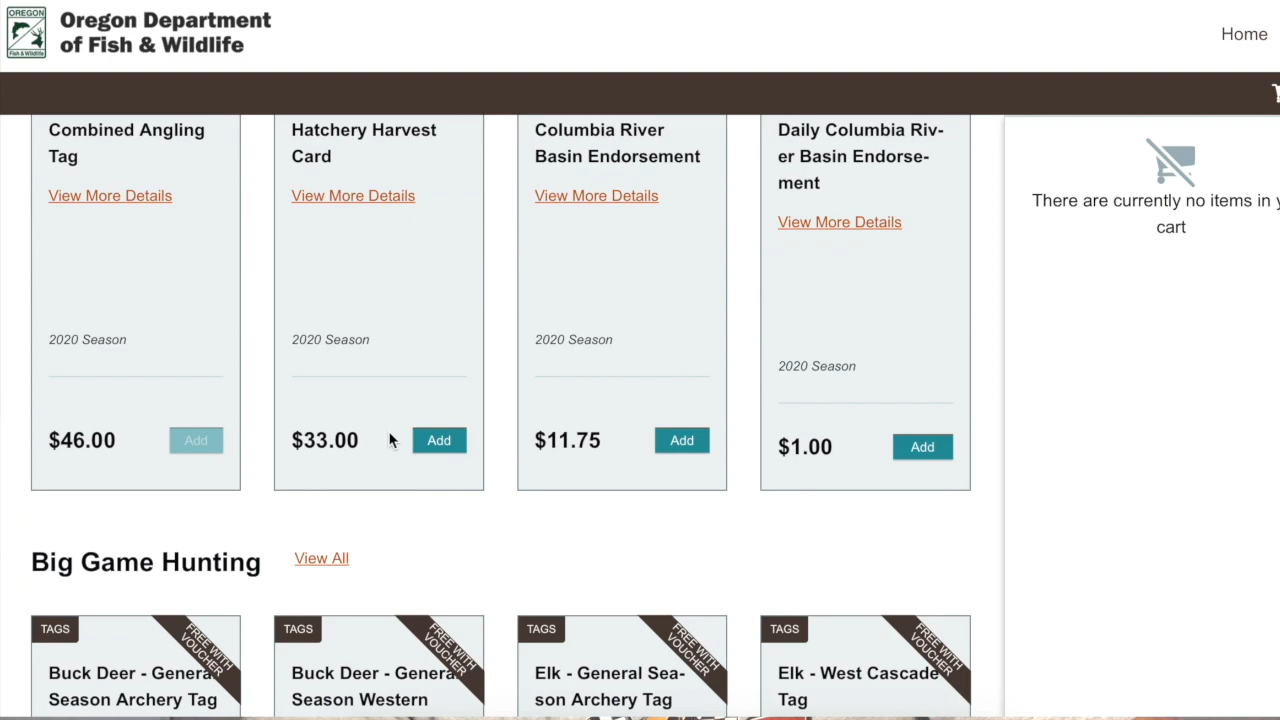 OREGON
Fish & Wildlife
Oregon Department
of Fish & Wildlife
Home
Combined Angling
Tag
View More Details
2020 Season
$46.00
Add
Hatchery Harvest
Card
View More Details
2020 Season
$33.00
Add
Columbia River
Basin Endorsement
View More Details
2020 Season
$11.75
Add
Daily Columbia Riv-
er Basin Endorse-
ment
View More Details
2020 Season
$1.00
Add
There are currently no items in y
cart
Big Game Hunting
View All
TAGS
FREE WITH
VOUCHER
Buck Deer - General
Season Archery Tag
TAGS
FREE WITH
VOUCHER
Buck Deer - General
Season Western
TAGS
FREE WITH
VOUCHER
Elk - General Sea-
son Archery Tag
TAGS
FREE WITH
VOUCHER
Elk - West Cascade
Tag